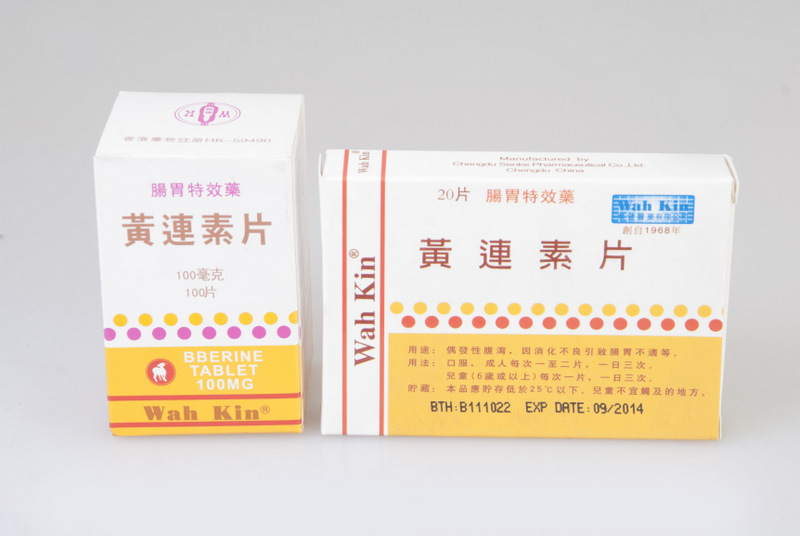 香港藥物註冊HK-59490
腸胃特效藥
黃連素片
100毫克
100片
BBERINE
TABLET
100MG
Wah Kin®
Manufactured by
Chengdu Senke Pharmaceutical Co.,Ltd.
Chengdu China
Wah Kin
Wah Kin®
20片 腸胃特效藥
Wah Kin
創自1968年
黃連素片
用途: 偶發性腹瀉, 因消化不良引致腸胃不適等。
用法: 口服, 成人每次一至二片, 一日三次。
兒童(6歲或以上)每次一片, 一日三次。
貯藏: 本品應貯存低於25℃以下, 兒童不宜觸及的地方。
BTH:B111022 EXP DATE:09/2014